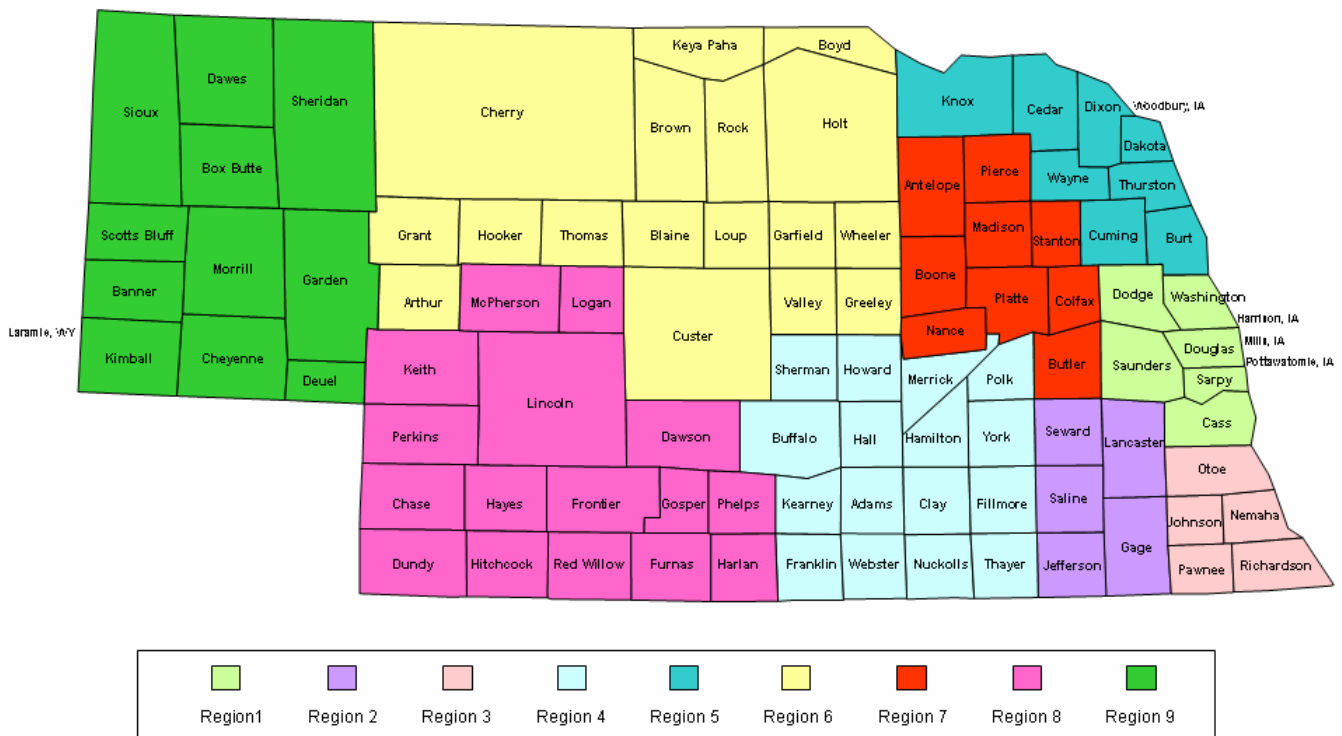 Keya Paha
Boyd
Dawes
Sheridan
Sioux
Cherry
Brown
Rock
Holt
Knox
Cedar
Dixon
Woodbury, IA
Dakota
Box Butte
Antelope
Pierce
Wayne
Thurston
Scotts Bluff
Morrill
Garden
Grant
Hooker
Thomas
Blaine
Loup
Garfield
Wheeler
Madison
Stanton
Cuming
Burt
Banner
Arthur
McPherson
Logan
Custer
Valley
Greeley
Boone
Platte
Colfax
Dodge
Washington
Harrison, IA
Laramie, WY
Kimball
Cheyenne
Deuel
Keith
Lincoln
Sherman
Howard
Nance
Merrick
Polk
Butler
Saunders
Douglas
Mills, IA
Pottawatomie, IA
Sarpy
Perkins
Dawson
Buffalo
Hall
Hamilton
York
Seward
Lancaster
Cass
Chase
Hayes
Frontier
Gosper
Phelps
Kearney
Adams
Clay
Fillmore
Saline
Otoe
Johnson
Nemaha
Dundy
Hitchcock
Red Willow
Furnas
Harlan
Franklin
Webster
Nuckolls
Thayer
Jefferson
Gage
Pawnee
Richardson
Region1
Region 2
Region 3
Region 4
Region 5
Region 6
Region 7
Region 8
Region 9